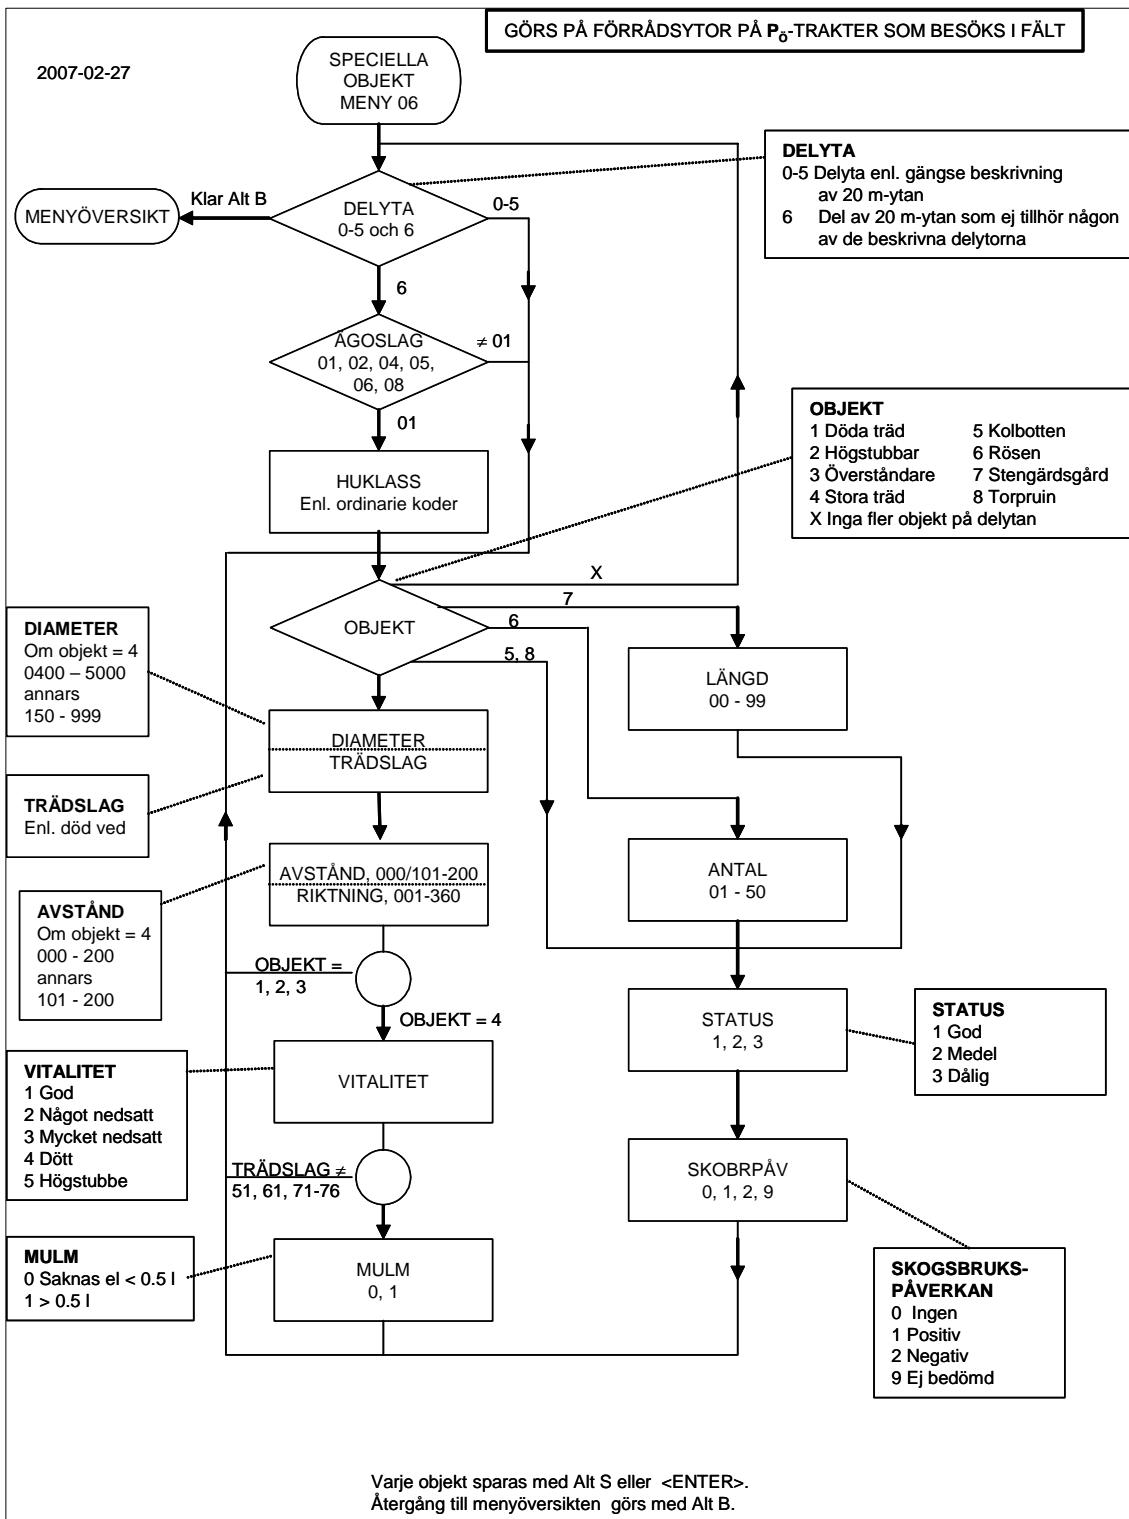 GÖRS PÅ FÖRRÅDSYTOR PÅ Pö-TRAKTER SOM BESÖKS I FÄLT
2007-02-27
SPECIELLA
OBJEKT
MENY 06
DELYTA
0-5 Delyta enl. gängse beskrivning
av 20 m-ytan
6 Del av 20 m-ytan som ej tillhör någon
av de beskrivna delytorna
MENYÖVERSIKT
Klar Alt B
DELYTA
0-5 och 6
0-5
6
ÄGOSLAG
01, 02, 04, 05,
06, 08
≠ 01
01
HUKLASS
Enl. ordinarie koder
OBJEKT
1 Döda träd
2 Högstubbar
3 Överståndare
4 Stora träd
5 Kolbotten
6 Rösen
7 Stengärdsgård
8 Torpruin
X Inga fler objekt på delytan
X
7
6
5, 8
OBJEKT
DIAMETER
Om objekt = 4
0400 – 5000
annars
150 - 999
LÄNGD
00 - 99
DIAMETER
TRÄDSLAG
TRÄDSLAG
Enl. död ved
AVSTÅND, 000/101-200
RIKTNING, 001-360
ANTAL
01 - 50
AVSTÅND
Om objekt = 4
000 - 200
annars
101 - 200
OBJEKT =
1, 2, 3
OBJEKT = 4
STATUS
1, 2, 3
STATUS
1 God
2 Medel
3 Dålig
VITALITET
1 God
2 Något nedsatt
3 Mycket nedsatt
4 Dött
5 Högstubbe
VITALITET
TRÄDSLAG ≠
51, 61, 71-76
SKOBRPÅV
0, 1, 2, 9
MULM
0 Saknas el < 0.5 l
1 > 0.5 l
MULM
0, 1
SKOGSBRUKS-
PÅVERKAN
0 Ingen
1 Positiv
2 Negativ
9 Ej bedömd
Varje objekt sparas med Alt S eller <ENTER>.
Återgång till menyöversikten görs med Alt B.